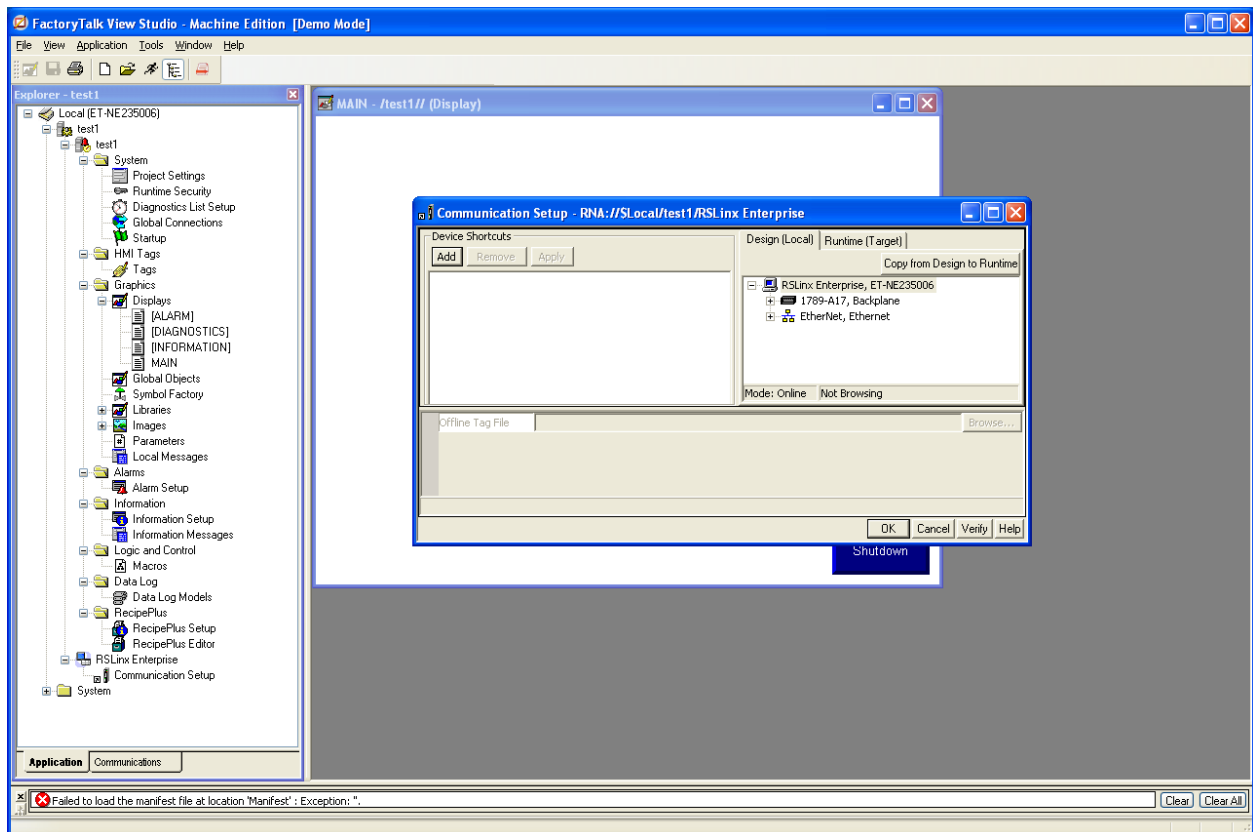 FactoryTalk View Studio - Machine Edition [Demo Mode]
File View Application Tools Window Help
Explorer - test1
Local (ET-NE235006)
test1
test1
System
Project Settings
Runtime Security
Diagnostics List Setup
Global Connections
Startup
HMI Tags
Tags
Graphics
Displays
[ALARM]
[DIAGNOSTICS]
[INFORMATION]
MAIN
Global Objects
Symbol Factory
Libraries
Images
Parameters
Local Messages
Alarms
Alarm Setup
Information
Information Setup
Information Messages
Logic and Control
Macros
Data Log
Data Log Models
RecipePlus
RecipePlus Setup
RecipePlus Editor
RSLinx Enterprise
Communication Setup
System
Application Communications
MAIN - /test1// (Display)
Communication Setup - RNA://$Local/test1/RSLinx Enterprise
Device Shortcuts
Add Remove Apply
Design (Local) Runtime (Target)
Copy from Design to Runtime
RSLinx Enterprise, ET-NE235006
1789-A17, Backplane
EtherNet, Ethernet
Mode: Online Not Browsing
Offline Tag File Browse...
OK Cancel Verify Help
Shutdown
Failed to load the manifest file at location 'Manifest' : Exception: ''. Clear Clear All